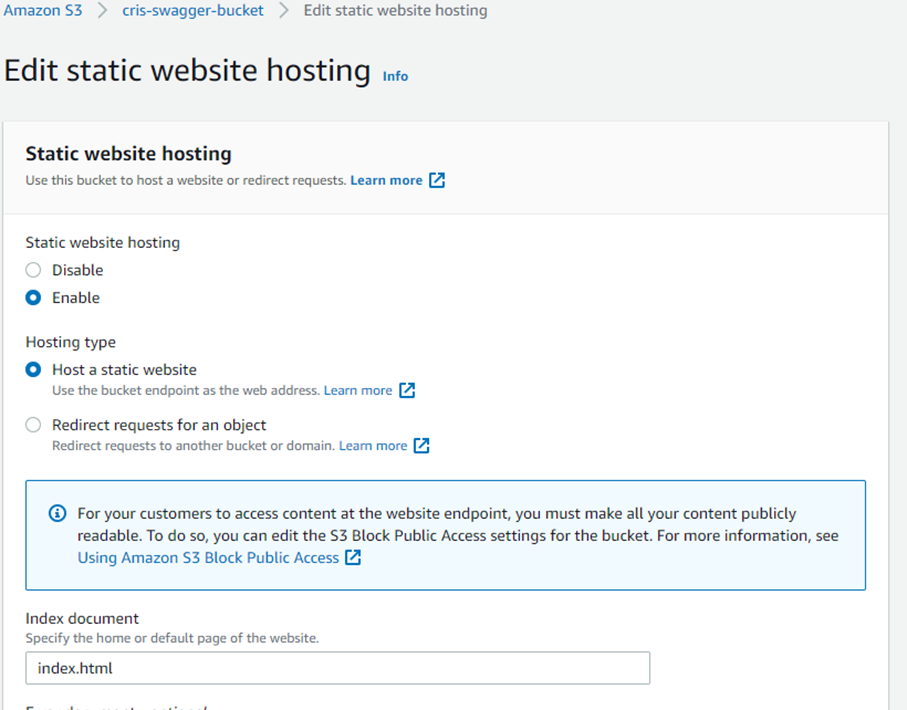 Amazon S3 > cris-swagger-bucket > Edit static website hosting
Edit static website hosting Info
Static website hosting
Use this bucket to host a website or redirect requests. Learn more
Static website hosting
Disable
Enable
Hosting type
Host a static website
Use the bucket endpoint as the web address. Learn more
Redirect requests for an object
Redirect requests to another bucket or domain. Learn more
For your customers to access content at the website endpoint, you must make all your content publicly
readable. To do so, you can edit the S3 Block Public Access settings for the bucket. For more information, see
Using Amazon S3 Block Public Access
Index document
Specify the home or default page of the website.
index.html